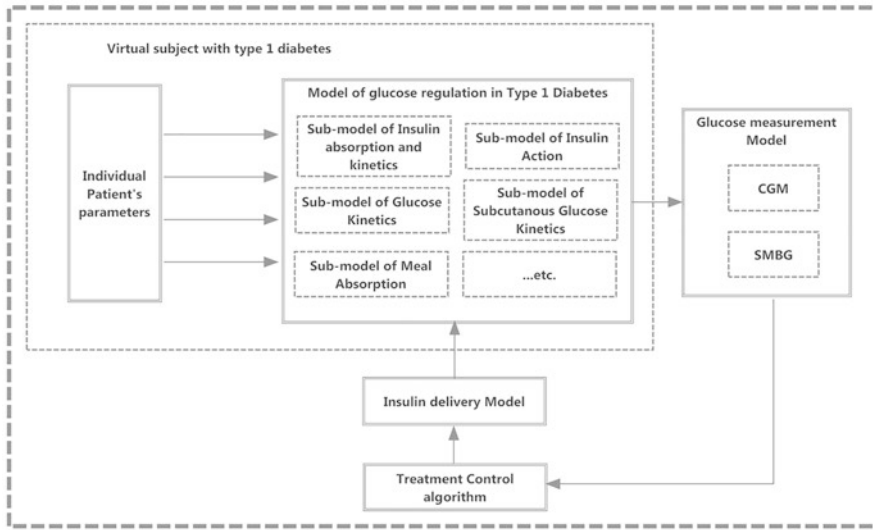 Virtual subject with type 1 diabetes
Individual
Patient's
parameters
Model of glucose regulation in Type 1 Diabetes
Sub-model of Insulin
absorption and
kinetics
Sub-model of Insulin
Action
Sub-model of Glucose
Kinetics
Sub-model of
Subcutanous Glucose
Kinetics
Sub-model of Meal
Absorption
...etc.
Glucose measurement
Model
CGM
SMBG
Insulin delivery Model
Treatment Control
algorithm